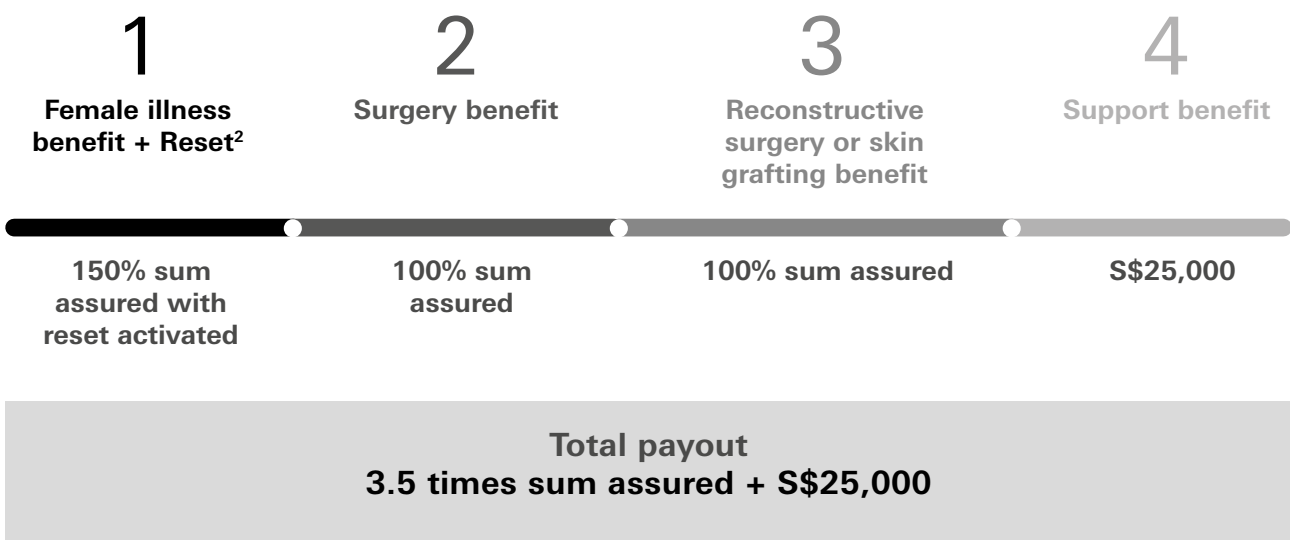 1
Female illness
benefit + Reset²
2
Surgery benefit
3
Reconstructive
surgery or skin
grafting benefit
4
Support benefit
150% sum
assured with
reset activated
100% sum
assured
100% sum assured
S$25,000
Total payout
3.5 times sum assured + S$25,000